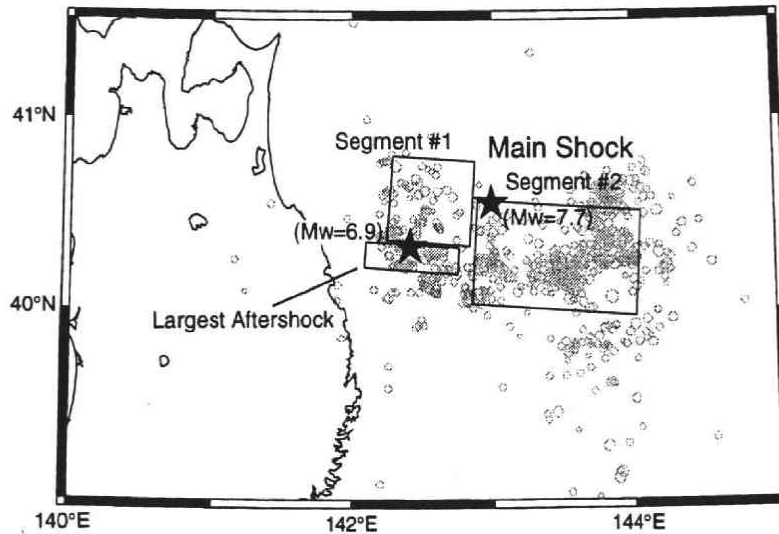 41°N
Segment #1
Main Shock
Segment #2
(Mw=6.9)
(Mw=7.7)
40°N
Largest Aftershock
140°E
142°E
144°E